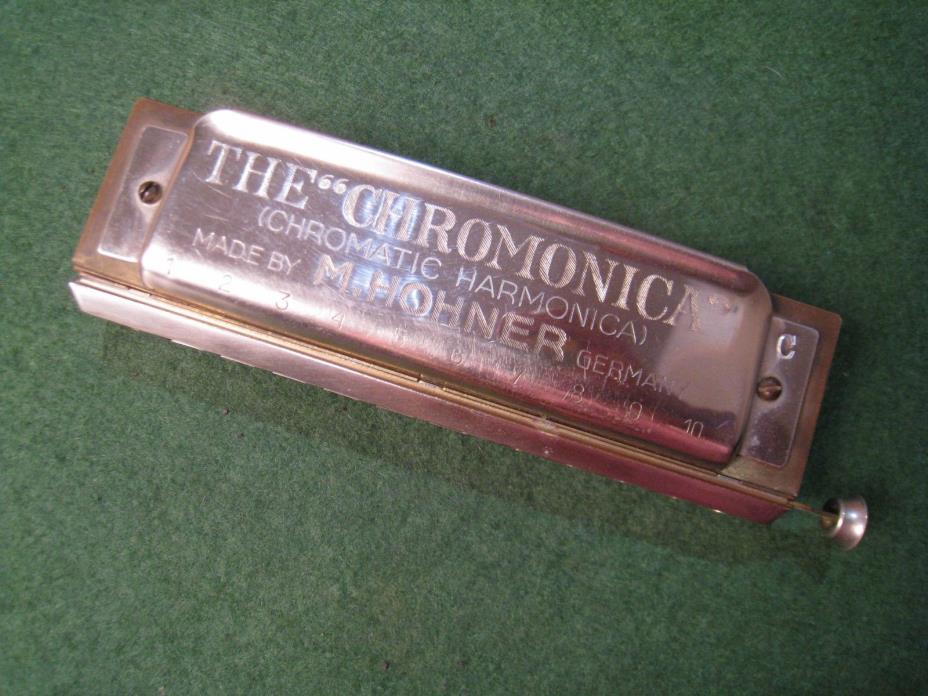 THE “CHROMONICA”
(CHROMATIC HARMONICA)
MADE BY M. HOHNER GERMANY
1 2 3 4 5 6 7 8 9 10
C